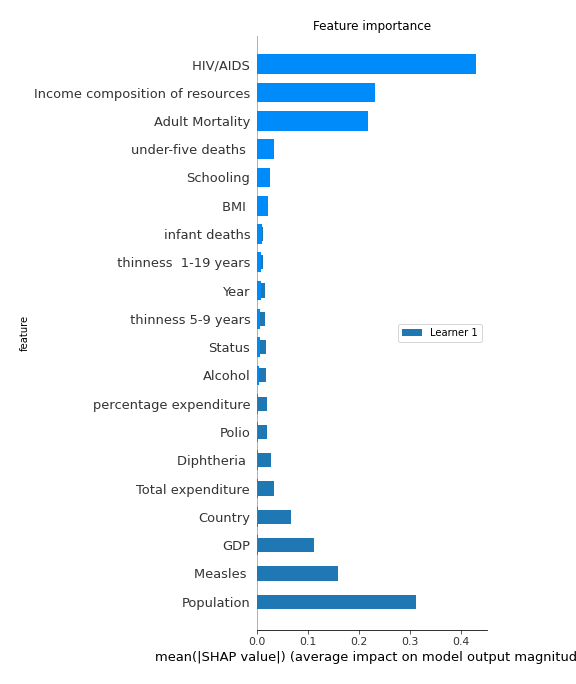 Feature importance
HIV/AIDS
Income composition of resources
Adult Mortality
under-five deaths
Schooling
BMI
infant deaths
thinness  1-19 years
Year
thinness 5-9 years
Status
Alcohol
percentage expenditure
Polio
Diphtheria
Total expenditure
Country
GDP
Measles
Population
feature
Learner 1
0.0 0.1 0.2 0.3 0.4
mean(|SHAP value|) (average impact on model output magnitud